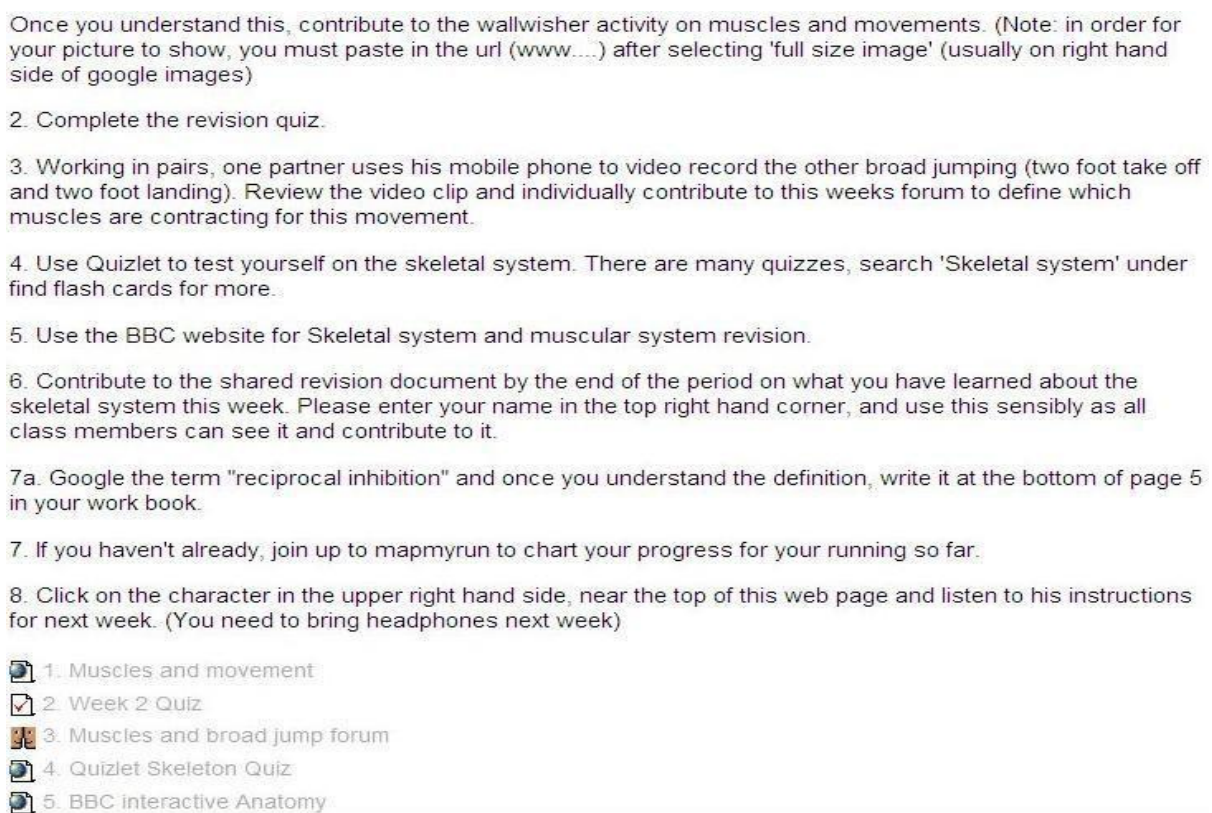 Once you understand this, contribute to the wallwisher activity on muscles and movements. (Note: in order for
your picture to show, you must paste in the url (www....) after selecting 'full size image' (usually on right hand
side of google images)
2. Complete the revision quiz.
3. Working in pairs, one partner uses his mobile phone to video record the other broad jumping (two foot take off
and two foot landing). Review the video clip and individually contribute to this weeks forum to define which
muscles are contracting for this movement.
4. Use Quizlet to test yourself on the skeletal system. There are many quizzes, search 'Skeletal system' under
find flash cards for more.
5. Use the BBC website for Skeletal system and muscular system revision.
6. Contribute to the shared revision document by the end of the period on what you have learned about the
skeletal system this week. Please enter your name in the top right hand corner, and use this sensibly as all
class members can see it and contribute to it.
7a. Google the term "reciprocal inhibition" and once you understand the definition, write it at the bottom of page 5
in your work book.
7. If you haven't already, join up to mapmyrun to chart your progress for your running so far.
8. Click on the character in the upper right hand side, near the top of this web page and listen to his instructions
for next week. (You need to bring headphones next week)
1. Muscles and movement
2. Week 2 Quiz
3. Muscles and broad jump forum
4. Quizlet Skeleton Quiz
5. BBC interactive Anatomy